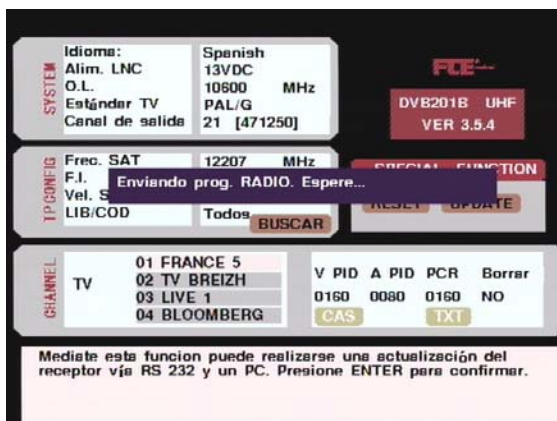 SYSTEM
Idioma: Spanish
Alim. LNC 13VDC
O.L. 10600 MHz
Estándar TV PAL/G
Canal de salida 21 [471250]
FCE
DVB201B UHF
VER 3.5.4
TP CONFIG
Frec. SAT 12207 MHz
F.I.
Vel. S
LIB/COD Todos
BUSCAR
Enviando prog. RADIO. Espere...
SPECIAL FUNCTION
RESET UPDATE
CHANNEL
TV
01 FRANCE 5
02 TV BREIZH
03 LIVE 1
04 BLOOMBERG
V PID A PID PCR Borrar
0160 0080 0160 NO
CAS TXT
Mediate esta funcion puede realizarse una actualización del
receptor vía RS 232 y un PC. Presione ENTER para confirmar.